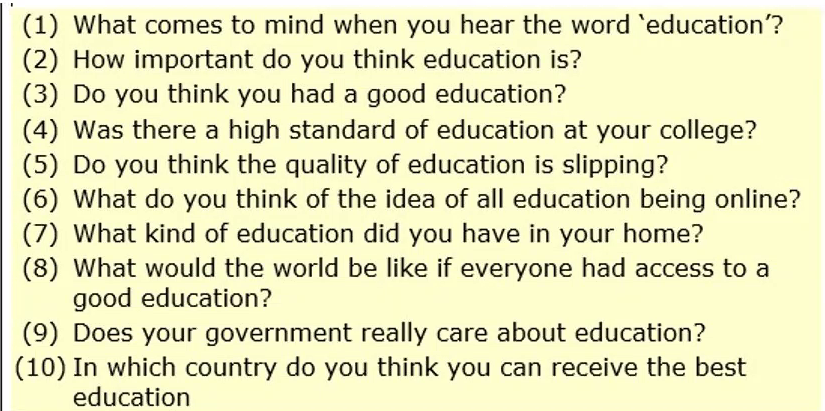 (1) What comes to mind when you hear the word ‘education’?
(2) How important do you think education is?
(3) Do you think you had a good education?
(4) Was there a high standard of education at your college?
(5) Do you think the quality of education is slipping?
(6) What do you think of the idea of all education being online?
(7) What kind of education did you have in your home?
(8) What would the world be like if everyone had access to a
good education?
(9) Does your government really care about education?
(10) In which country do you think you can receive the best
education